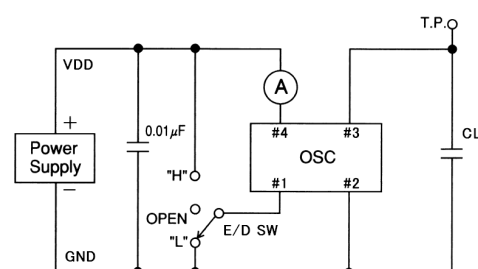 T.P.
VDD
A
+
0.01μF
#4 #3
CL
Power
Supply
OSC
"H"
#1 #2
−
OPEN
E/D SW
"L"
GND